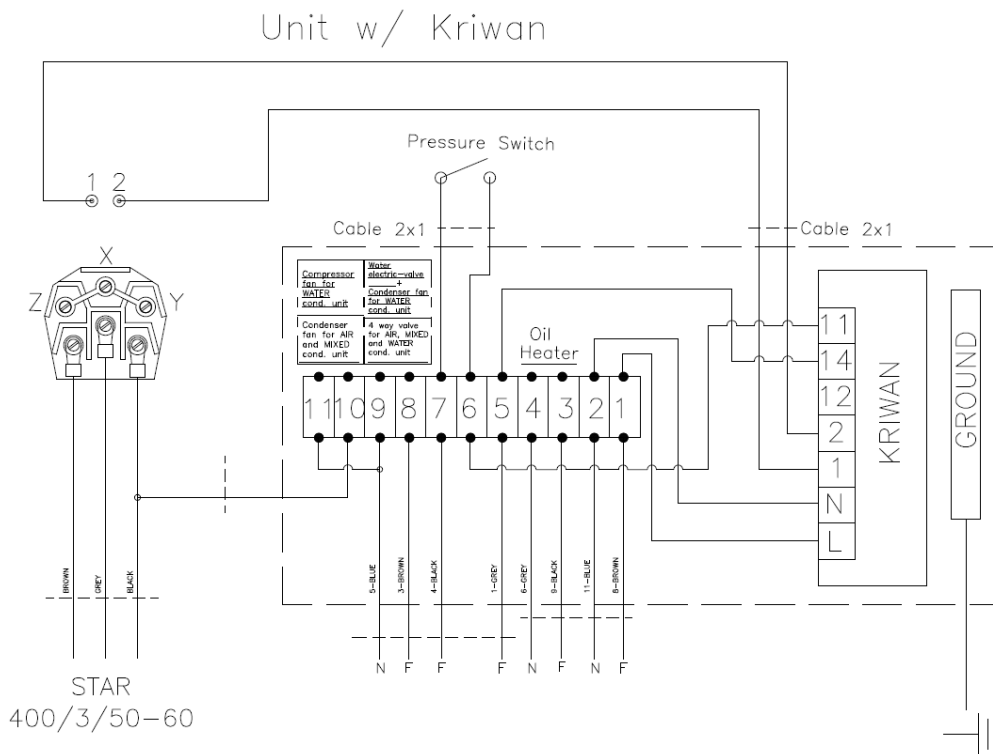 Unit w/ Kriwan
Pressure Switch
1 2
Cable 2x1
Cable 2x1
X
Z
Y
Compressor
fan for
WATER
cond. unit
Water
electric-valve
+
Condenser fan
for WATER
cond. unit
Condenser
fan for AIR
and MIXED
cond. unit
4 way valve
for AIR, MIXED
and WATER
cond. unit
Oil
Heater
11 10 9 8 7 6 5 4 3 2 1
11
14
12
2
1
N
L
KRIWAN
GROUND
BROWN
GREY
BLACK
5-BLUE
3-BROWN
4-BLACK
1-GREY
6-GREY
9-BLACK
11-BLUE
8-BROWN
N F F F N F N F
STAR
400/3/50-60